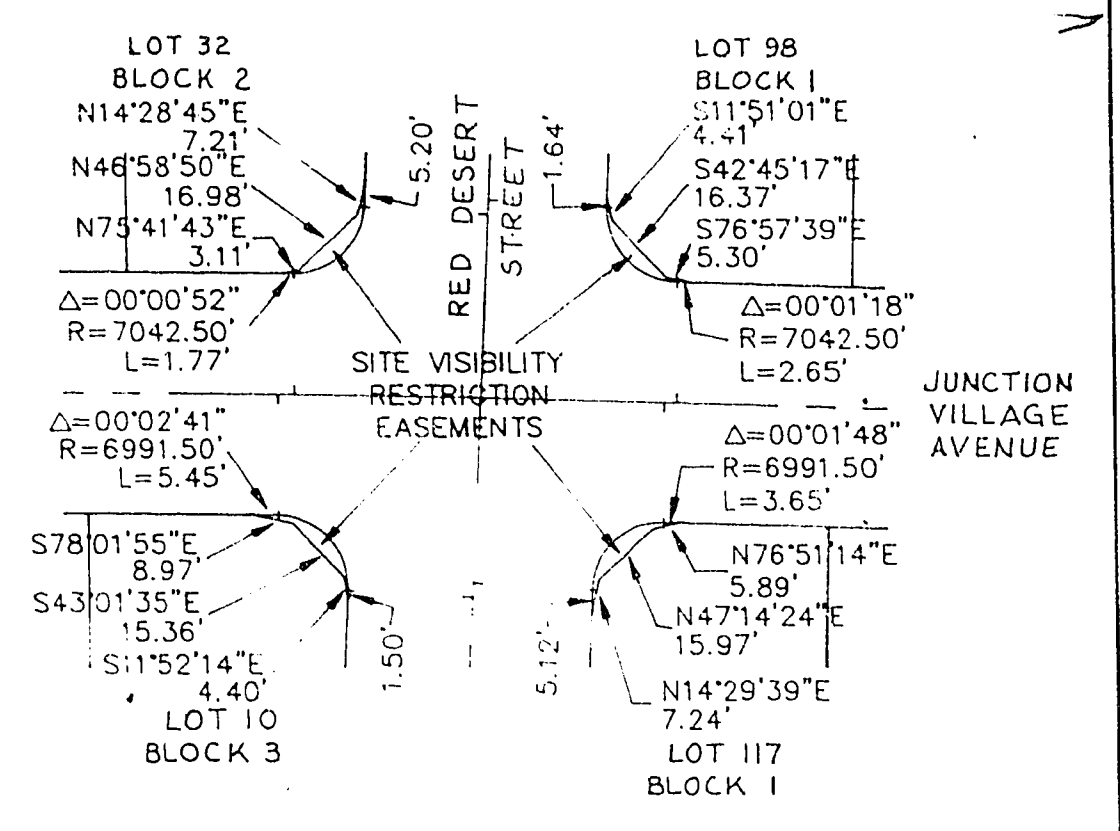 LOT 32
BLOCK 2
N14°28'45"E
7.21'
N46°58'50"E
16.98'
N75°41'43"E
3.11'
Δ=00°00'52"
R=7042.50'
L=1.77'
5.20'
RED DESERT
STREET
1.64'
LOT 98
BLOCK 1
S11°51'01"E
4.41'
S42°45'17"E
16.37'
S76°57'39"E
5.30'
Δ=00°01'18"
R=7042.50'
L=2.65'
SITE VISIBILITY
RESTRICTION
EASEMENTS
JUNCTION
VILLAGE
AVENUE
Δ=00°02'41"
R=6991.50'
L=5.45'
S78°01'55"E
8.97'
S43°01'35"E
15.36'
S11°52'14"E
4.40'
LOT 10
BLOCK 3
1.50'
5.12'
Δ=00°01'48"
R=6991.50'
L=3.65'
N76°51'14"E
5.89'
N47°14'24"E
15.97'
N14°29'39"E
7.24'
LOT 117
BLOCK 1